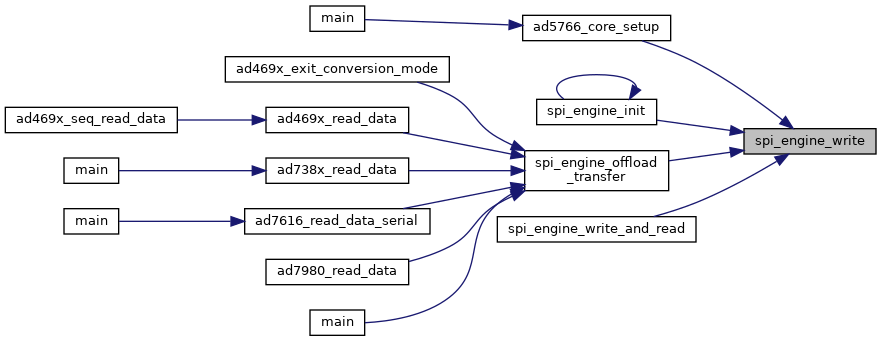 main
ad5766_core_setup
ad469x_exit_conversion_mode
spi_engine_init
ad469x_seq_read_data
ad469x_read_data
spi_engine_write
main
ad738x_read_data
spi_engine_offload
_transfer
main
ad7616_read_data_serial
spi_engine_write_and_read
ad7980_read_data
main